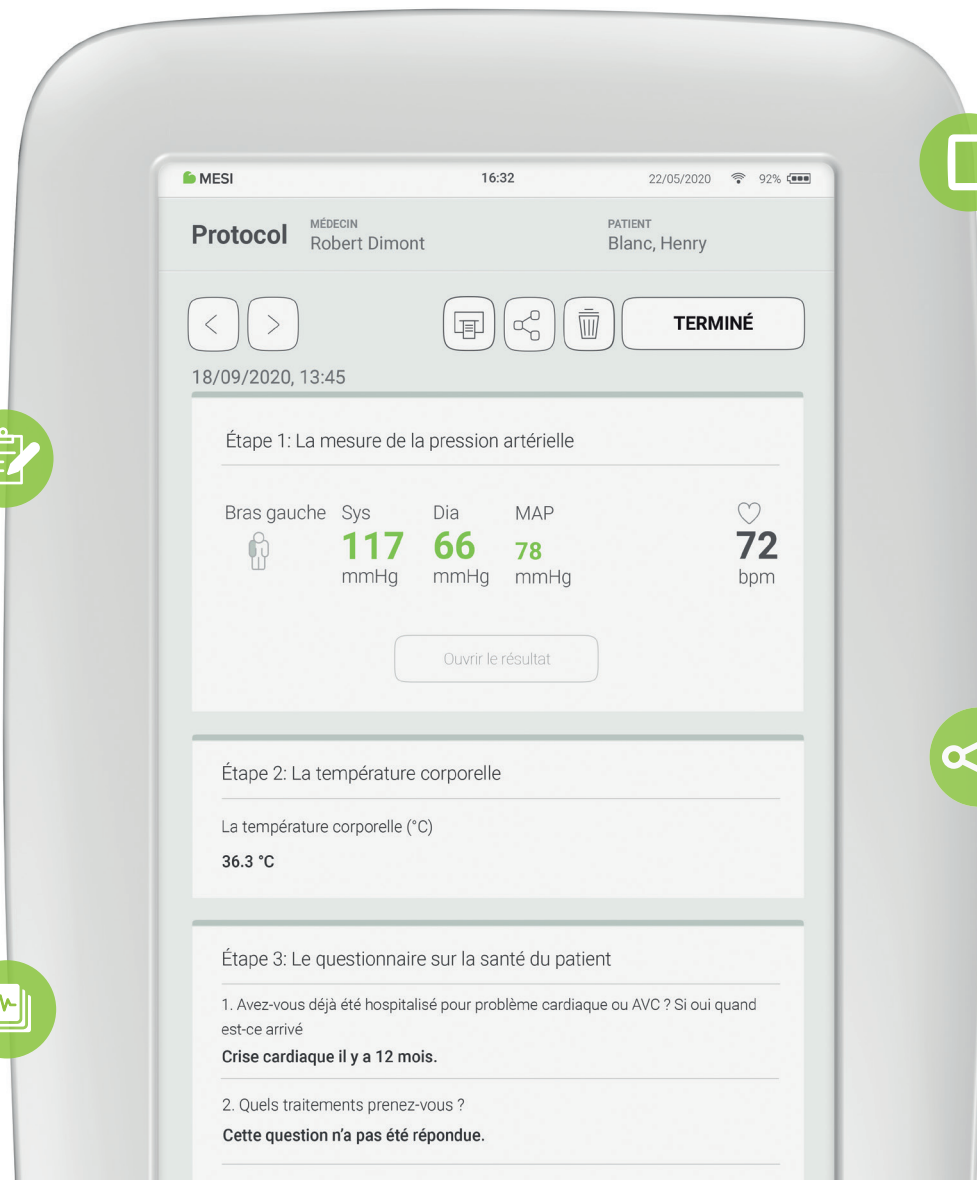 MESI 16:32 22/05/2020 92%
Protocol MÉDECIN PATIENT
Robert Dimont Blanc, Henry
TERMINÉ
18/09/2020, 13:45
Étape 1: La mesure de la pression artérielle
Bras gauche Sys Dia MAP
117 66 78 72
mmHg mmHg mmHg bpm
Ouvrir le résultat
Étape 2: La température corporelle
La température corporelle (°C)
36.3 °C
Étape 3: Le questionnaire sur la santé du patient
1. Avez-vous déjà été hospitalisé pour problème cardiaque ou AVC ? Si oui quand
est-ce arrivé
Crise cardiaque il y a 12 mois.
2. Quels traitements prenez-vous ?
Cette question n'a pas été répondue.